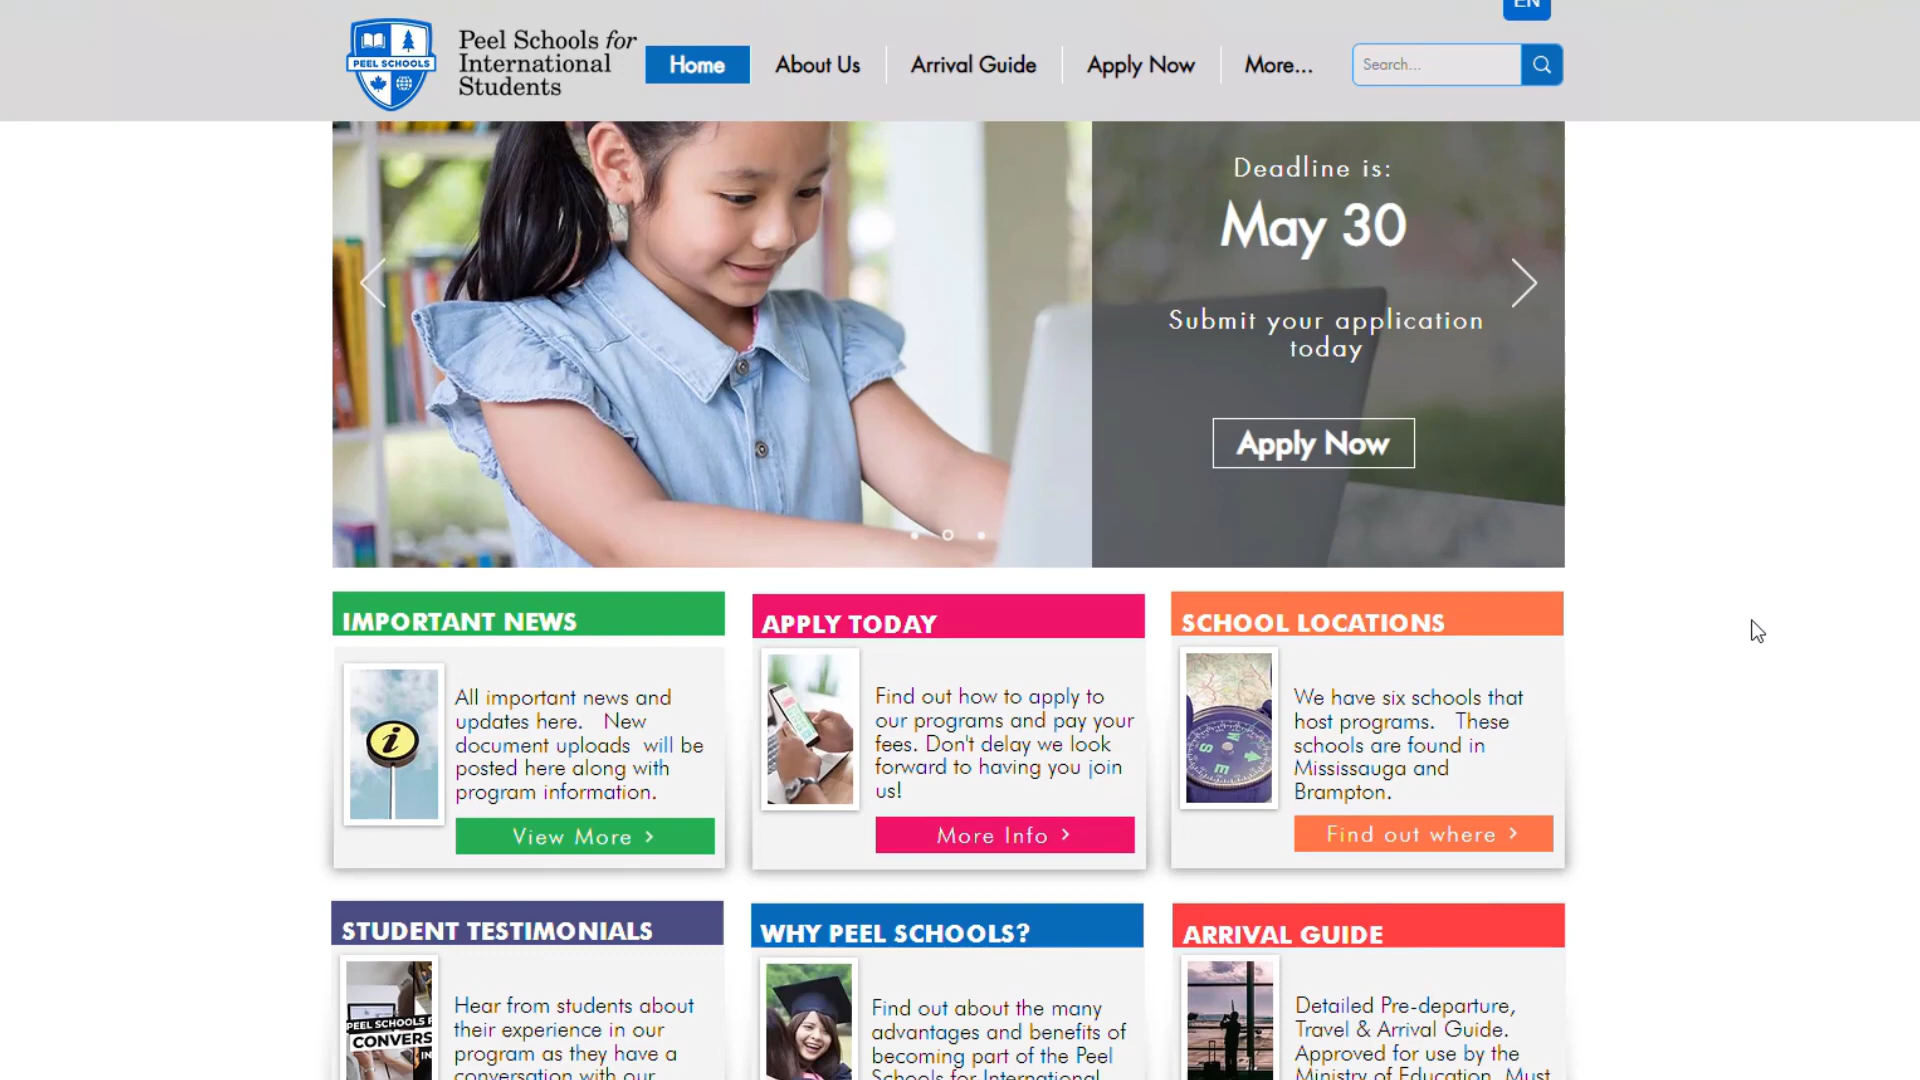 EN
PEEL SCHOOLS
Peel Schools for
International
Students
Home
About Us
Arrival Guide
Apply Now
More...
Search...
Deadline is:
May 30
Submit your application
today
Apply Now
IMPORTANT NEWS
All important news and
updates here. New
document uploads will be
posted here along with
program information.
View More >
APPLY TODAY
Find out how to apply to
our programs and pay your
fees. Don't delay we look
forward to having you join
us!
More Info >
SCHOOL LOCATIONS
We have six schools that
host programs. These
schools are found in
Mississauga and
Brampton.
Find out where >
STUDENT TESTIMONIALS
PEEL SCHOOLS F
CONVERS
IN
Hear from students about
their experience in our
program as they have a
conversation with our
WHY PEEL SCHOOLS?
Find out about the many
advantages and benefits of
becoming part of the Peel
Schools for International
ARRIVAL GUIDE
Detailed Pre-departure,
Travel & Arrival Guide.
Approved for use by the
Ministry of Education. Must